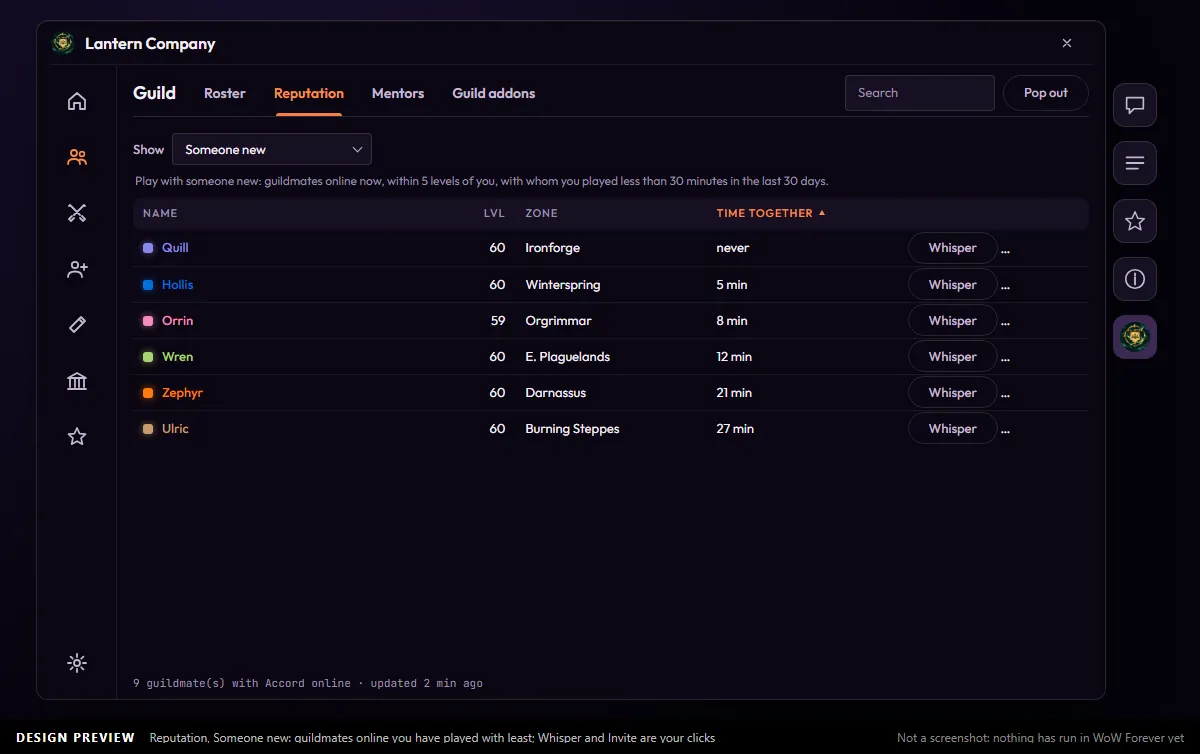 Lantern Company
Guild Roster Reputation Mentors Guild addons Search Pop out
Show Someone new
Play with someone new: guildmates online now, within 5 levels of you, with whom you played less than 30 minutes in the last 30 days.
NAME LVL ZONE TIME TOGETHER
Quill 60 Ironforge never Whisper ...
Hollis 60 Winterspring 5 min Whisper ...
Orrin 59 Orgrimmar 8 min Whisper ...
Wren 60 E. Plaguelands 12 min Whisper ...
Zephyr 60 Darnassus 21 min Whisper ...
Ulric 60 Burning Steppes 27 min Whisper ...
9 guildmate(s) with Accord online · updated 2 min ago
DESIGN PREVIEW Reputation, Someone new: guildmates online you have played with least; Whisper and Invite are your clicks Not a screenshot: nothing has run in WoW Forever yet